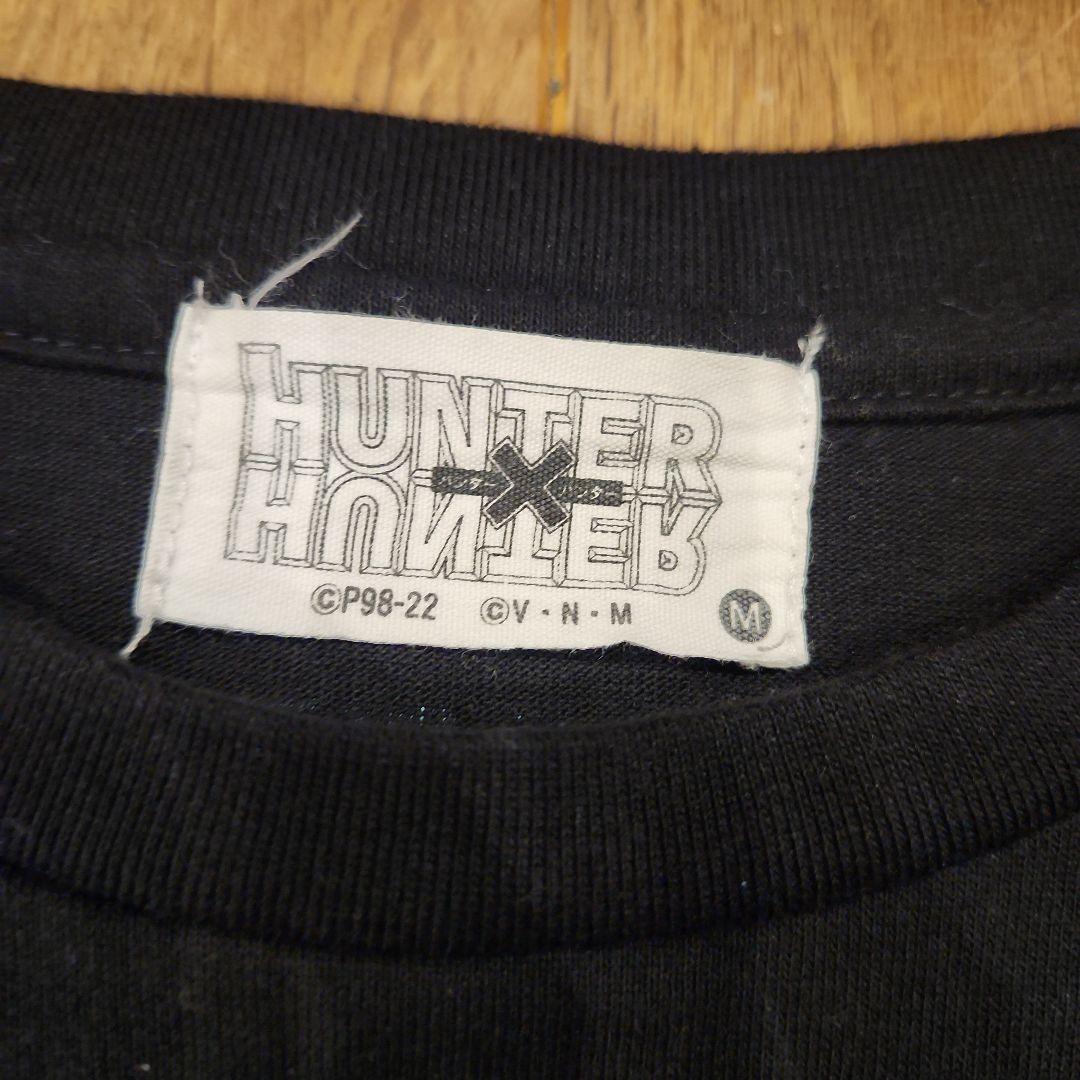 HUNTER
×
HUNTER
©P98-22 ©V・N・M
M